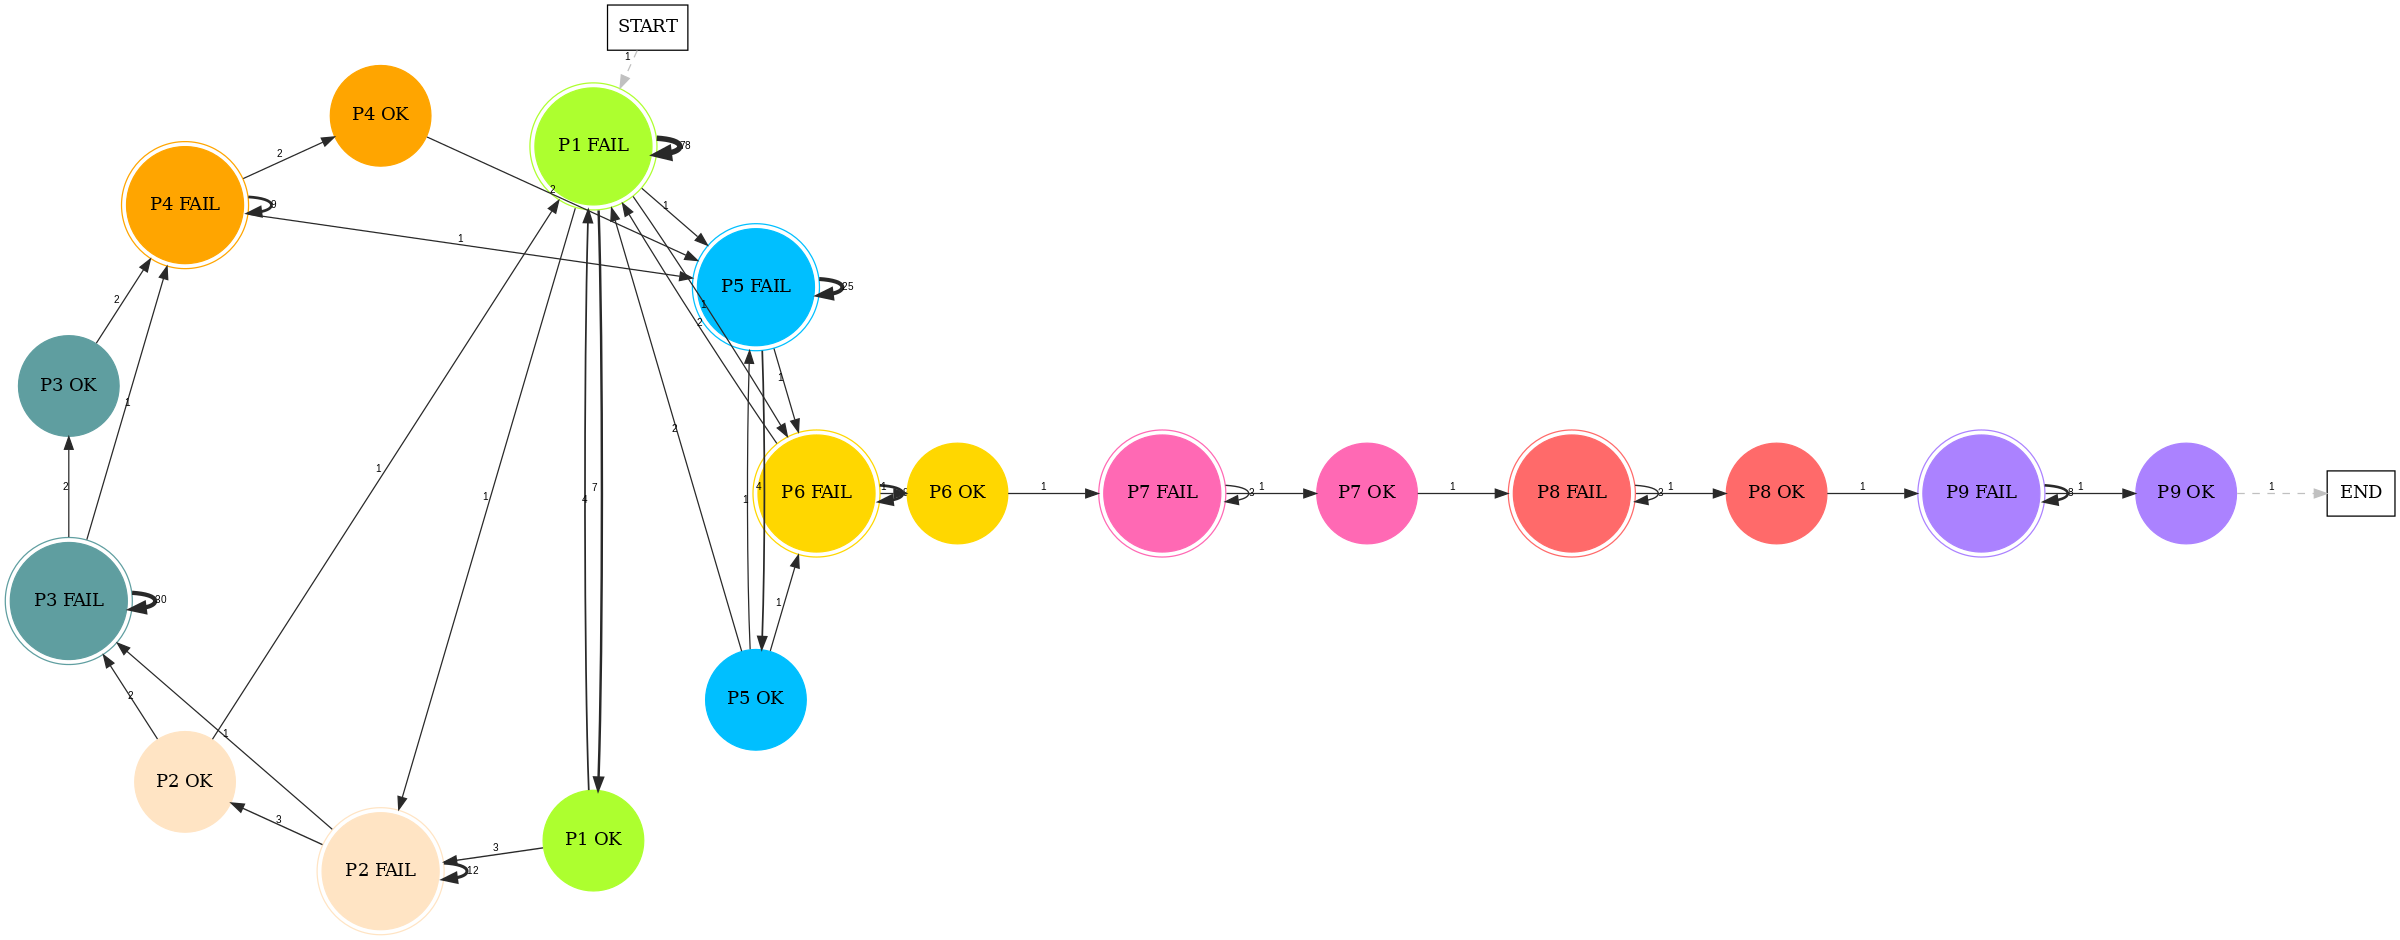 START
1
P4 OK
P1 FAIL
78
2
2
1
P4 FAIL
9
1
P5 FAIL
25
2
1
2
P3 OK
1
1
2
1
1
2
4
7
1
4
P6 FAIL
1
P6 OK
1
P7 FAIL
3
1
P7 OK
1
P8 FAIL
3
1
P8 OK
1
P9 FAIL
8
1
P9 OK
1
END
P3 FAIL
30
1
2
P5 OK
1
P2 OK
3
P1 OK
3
P2 FAIL
12